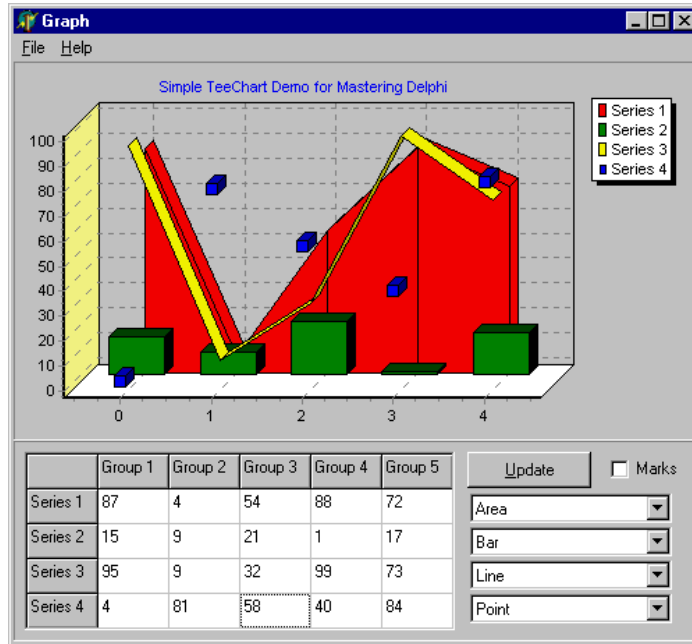 Graph
File Help
Simple TeeChart Demo for Mastering Delphi
Series 1
Series 2
Series 3
Series 4
100
90
80
70
60
50
40
30
20
10
0
0 1 2 3 4
Group 1 Group 2 Group 3 Group 4 Group 5
Series 1 87 4 54 88 72
Series 2 15 9 21 1 17
Series 3 95 9 32 99 73
Series 4 4 81 58 40 84
Update Marks
Area
Bar
Line
Point